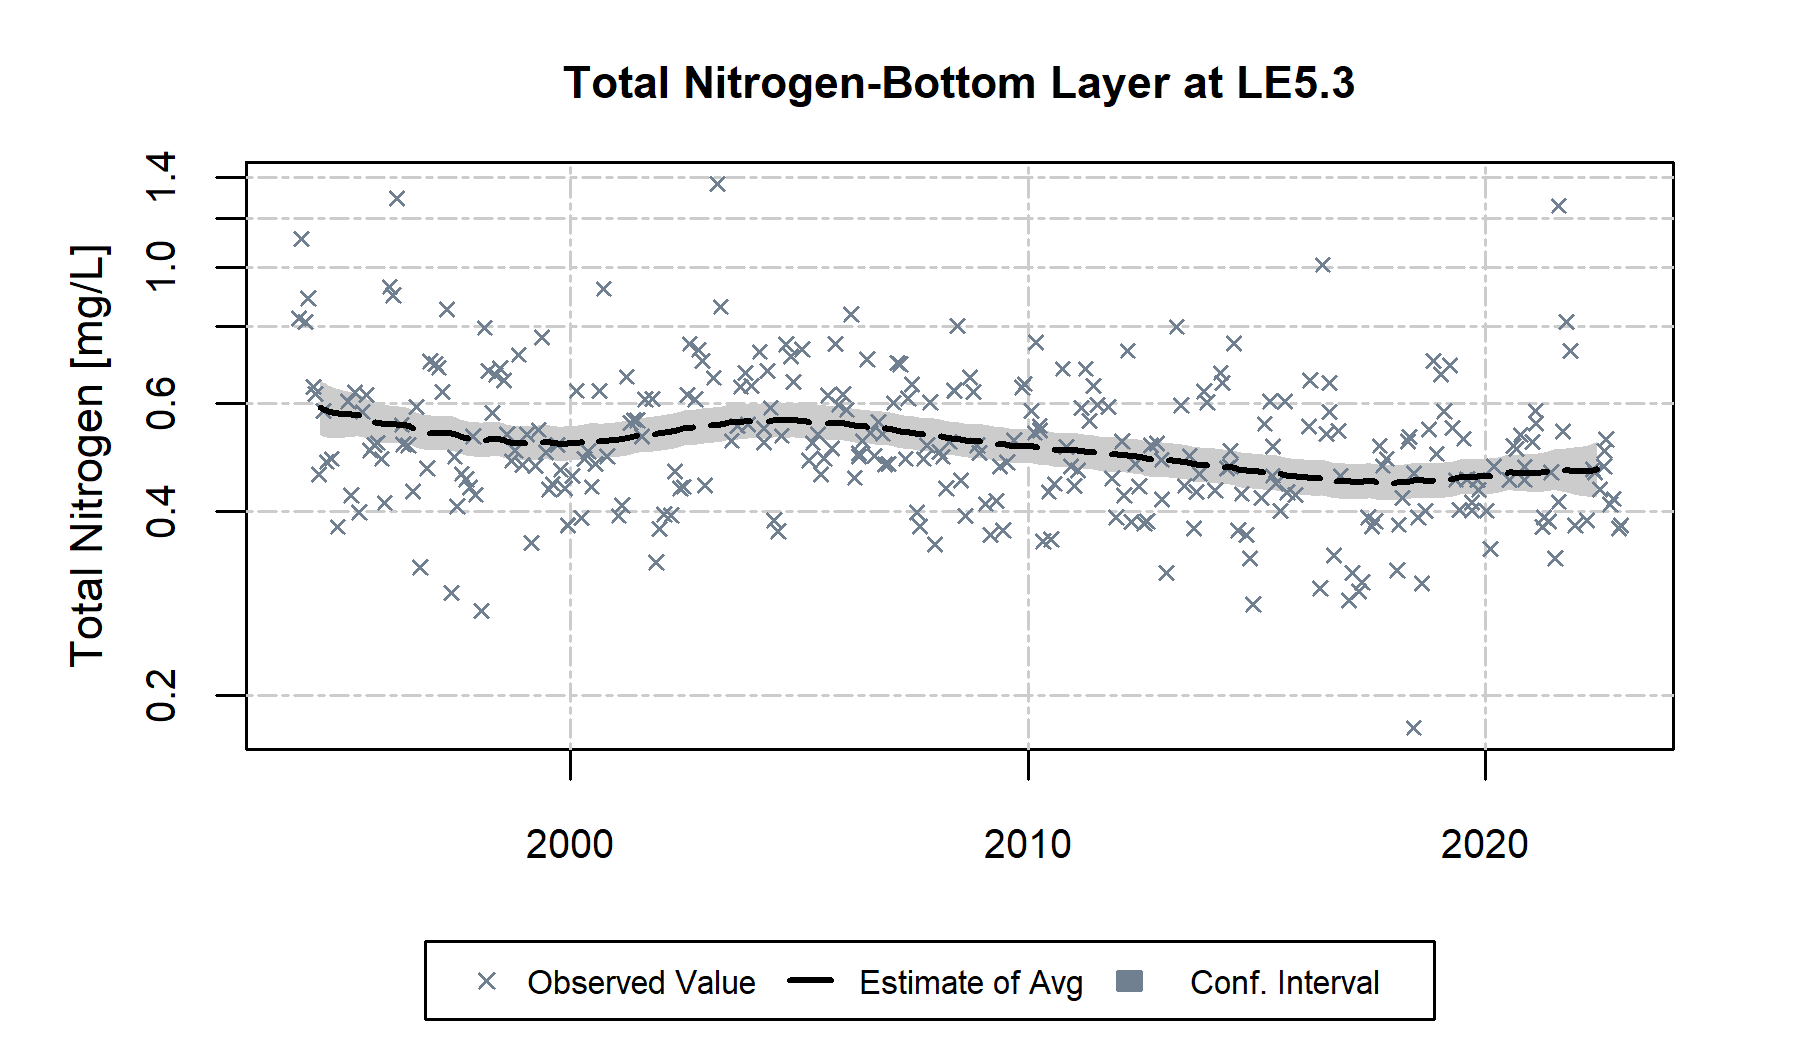 Total Nitrogen-Bottom Layer at LE5.3
Total Nitrogen [mg/L]
1.4
1.0
0.6
0.4
0.2
2000 2010 2020
Observed Value Estimate of Avg Conf. Interval